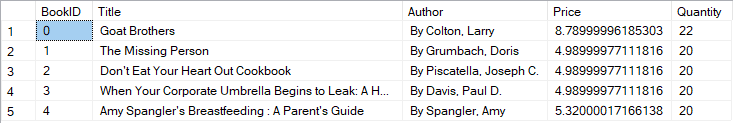 BookID Title Author Price Quantity
1 0 Goat Brothers By Colton, Larry 8.78999996185303 22
2 1 The Missing Person By Grumbach, Doris 4.98999977111816 20
3 2 Don’t Eat Your Heart Out Cookbook By Piscatella, Joseph C. 4.98999977111816 20
4 3 When Your Corporate Umbrella Begins to Leak: A H... By Davis, Paul D. 4.98999977111816 20
5 4 Amy Spangler’s Breastfeeding : A Parent’s Guide By Spangler, Amy 5.32000017166138 20